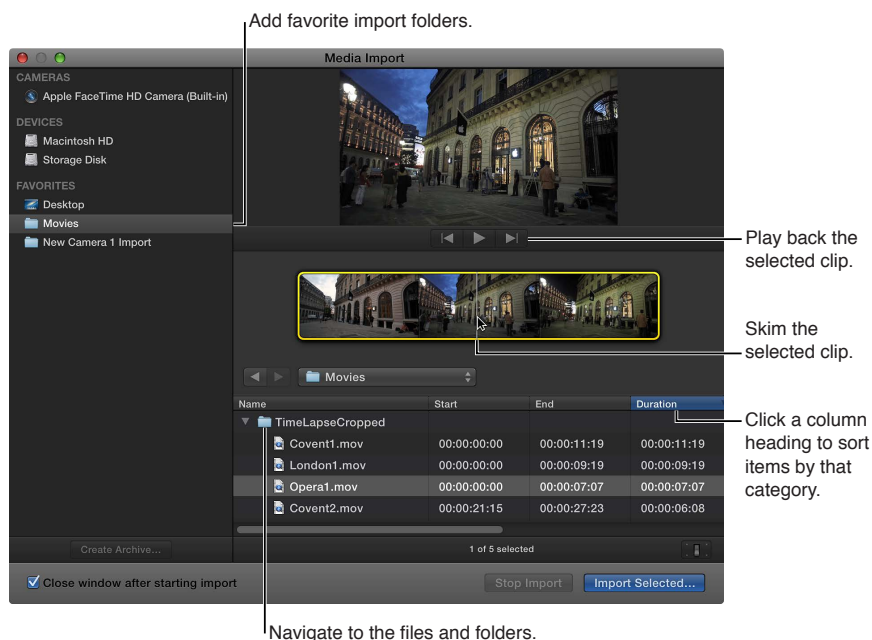 Add favorite import folders.
Media Import
CAMERAS
Apple FaceTime HD Camera (Built-in)
DEVICES
Macintosh HD
Storage Disk
FAVORITES
Desktop
Movies
New Camera 1 Import
Play back the
selected clip.
Skim the
selected clip.
Movies
Name Start End Duration
TimeLapseCropped
Covent1.mov 00:00:00:00 00:00:11:19 00:00:11:19
London1.mov 00:00:00:00 00:00:09:19 00:00:09:19
Opera1.mov 00:00:00:00 00:00:07:07 00:00:07:07
Covent2.mov 00:00:21:15 00:00:27:23 00:00:06:08
Click a column
heading to sort
items by that
category.
Create Archive...
1 of 5 selected
Close window after starting import
Stop Import
Import Selected...
Navigate to the files and folders.